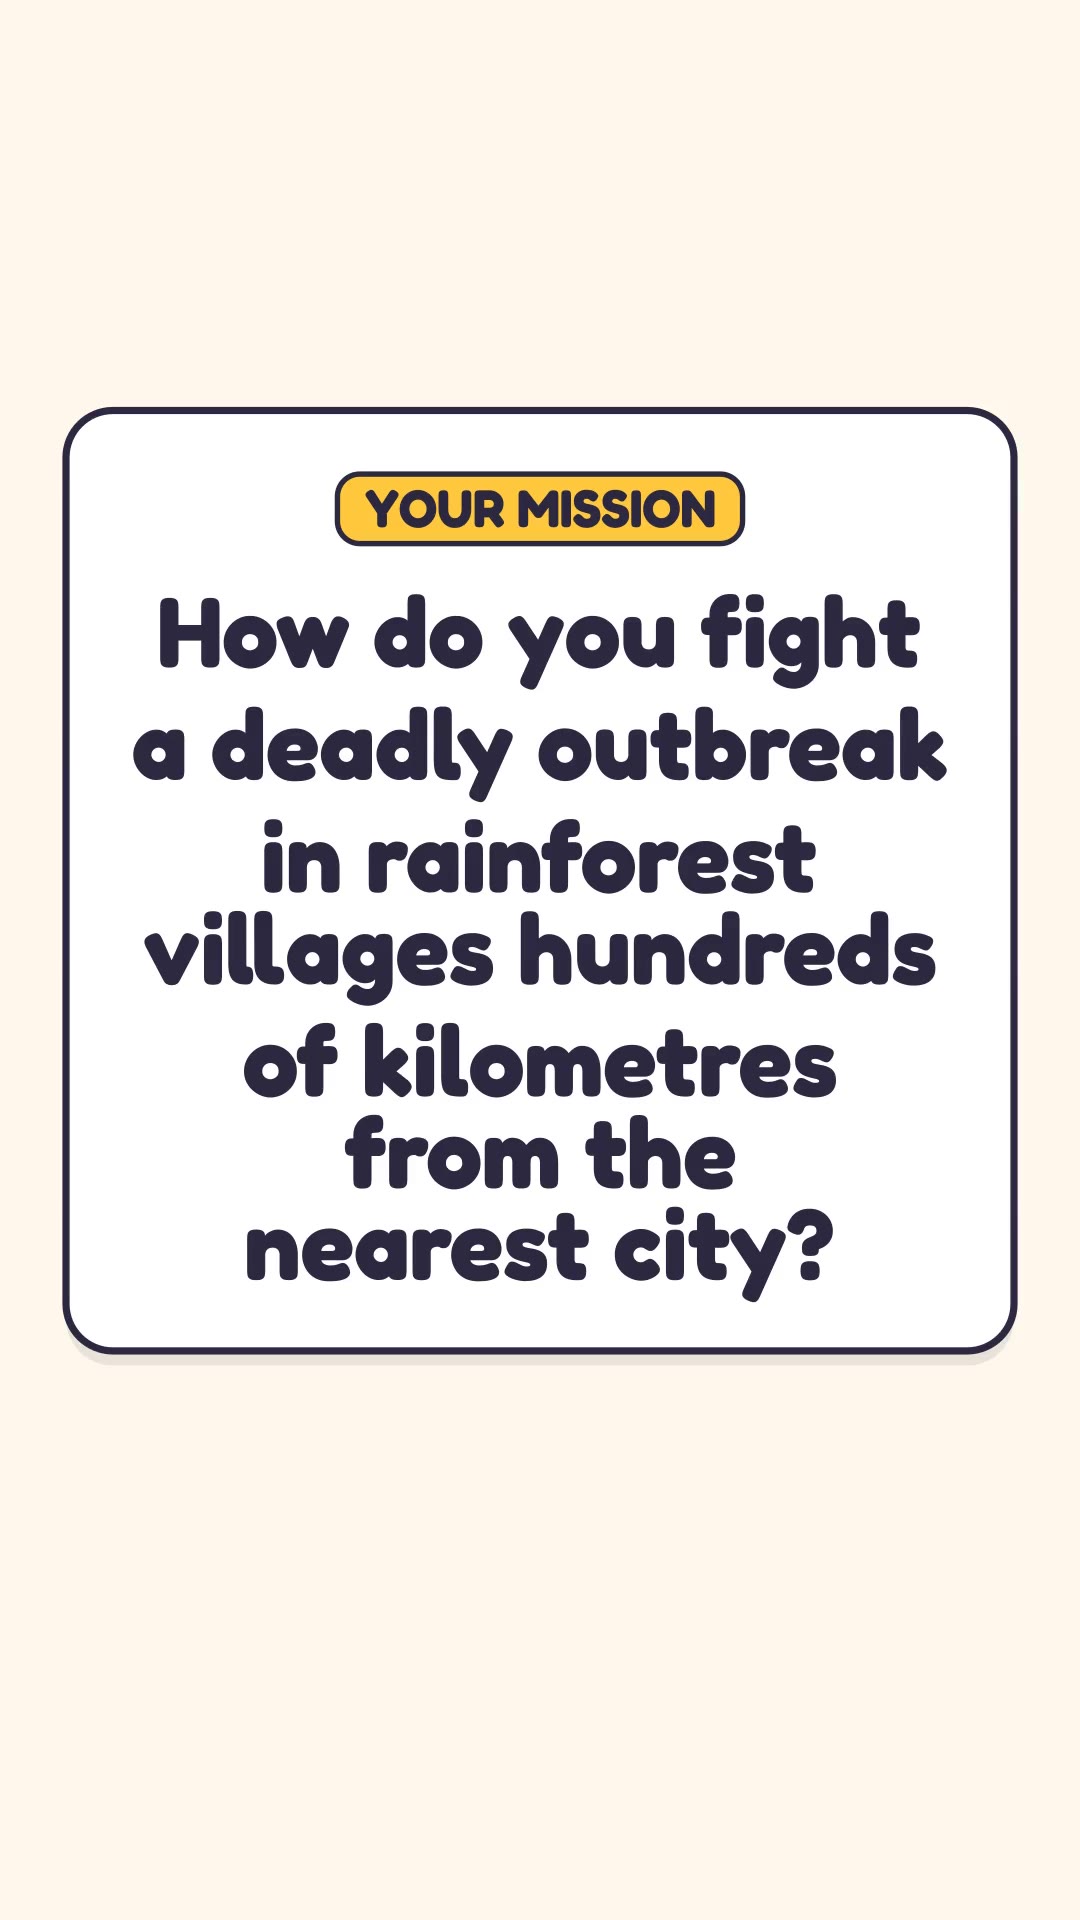 YOUR MISSION
How do you fight
a deadly outbreak
in rainforest
villages hundreds
of kilometres
from the
nearest city?